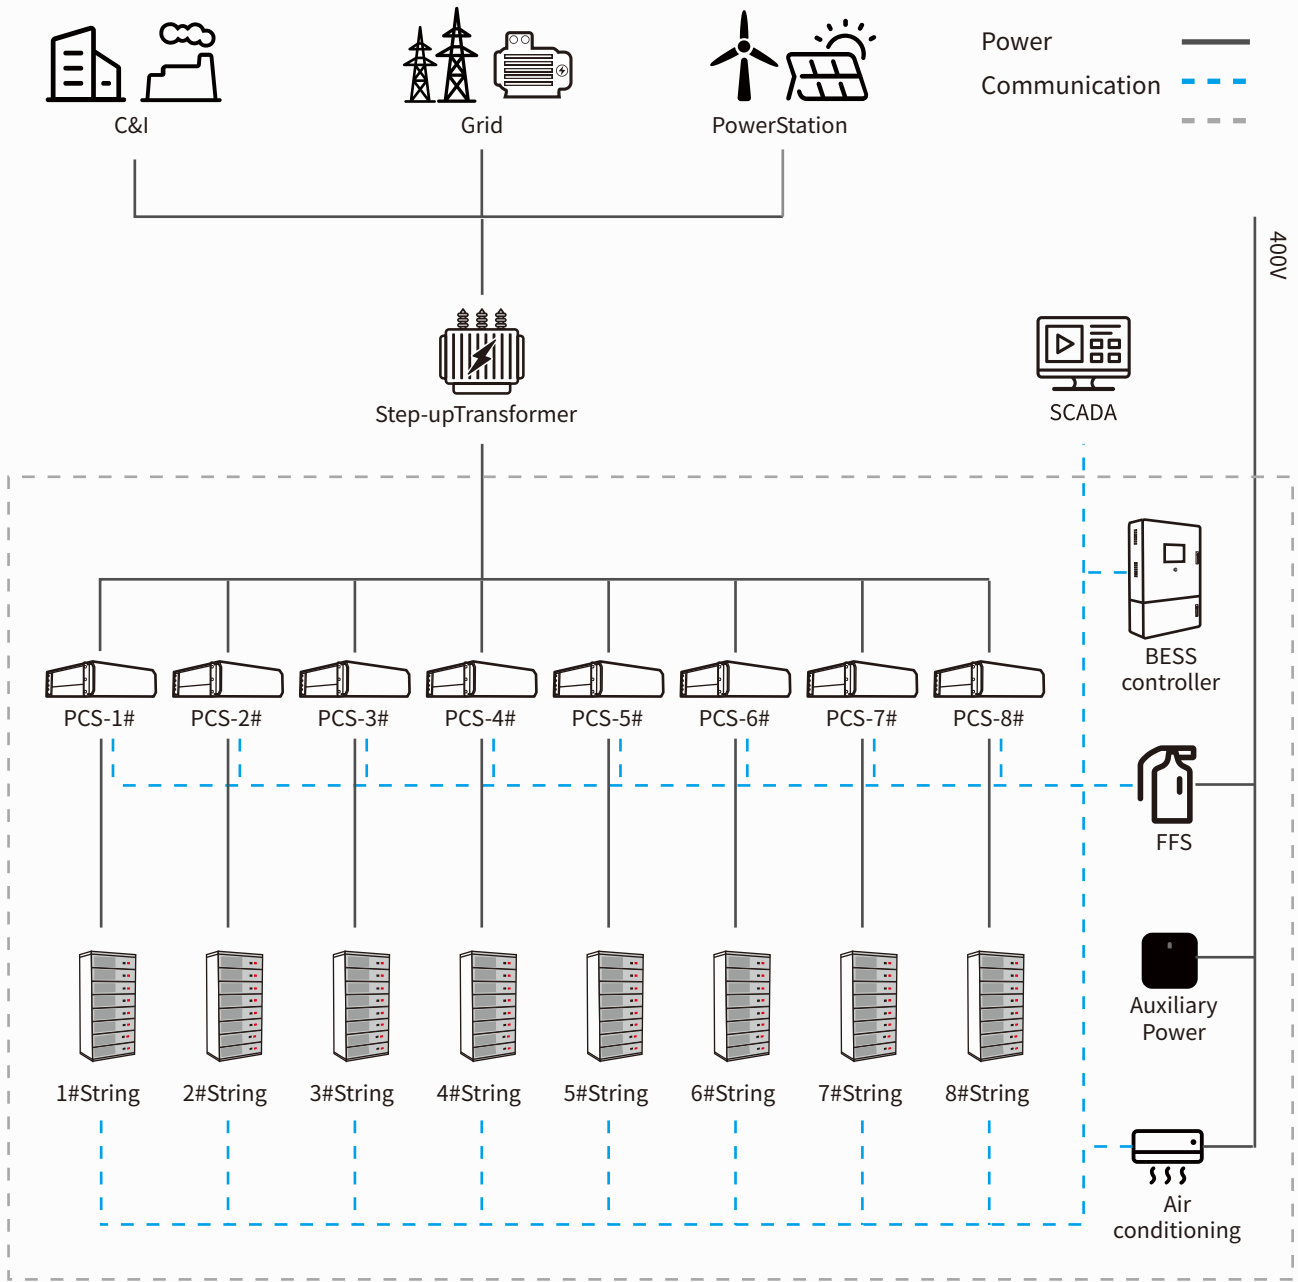 C&I
Grid
PowerStation
Power
Communication
400V
Step-upTransformer
SCADA
BESS
controller
PCS-1#
PCS-2#
PCS-3#
PCS-4#
PCS-5#
PCS-6#
PCS-7#
PCS-8#
FFS
Auxiliary
Power
1#String
2#String
3#String
4#String
5#String
6#String
7#String
8#String
Air
conditioning